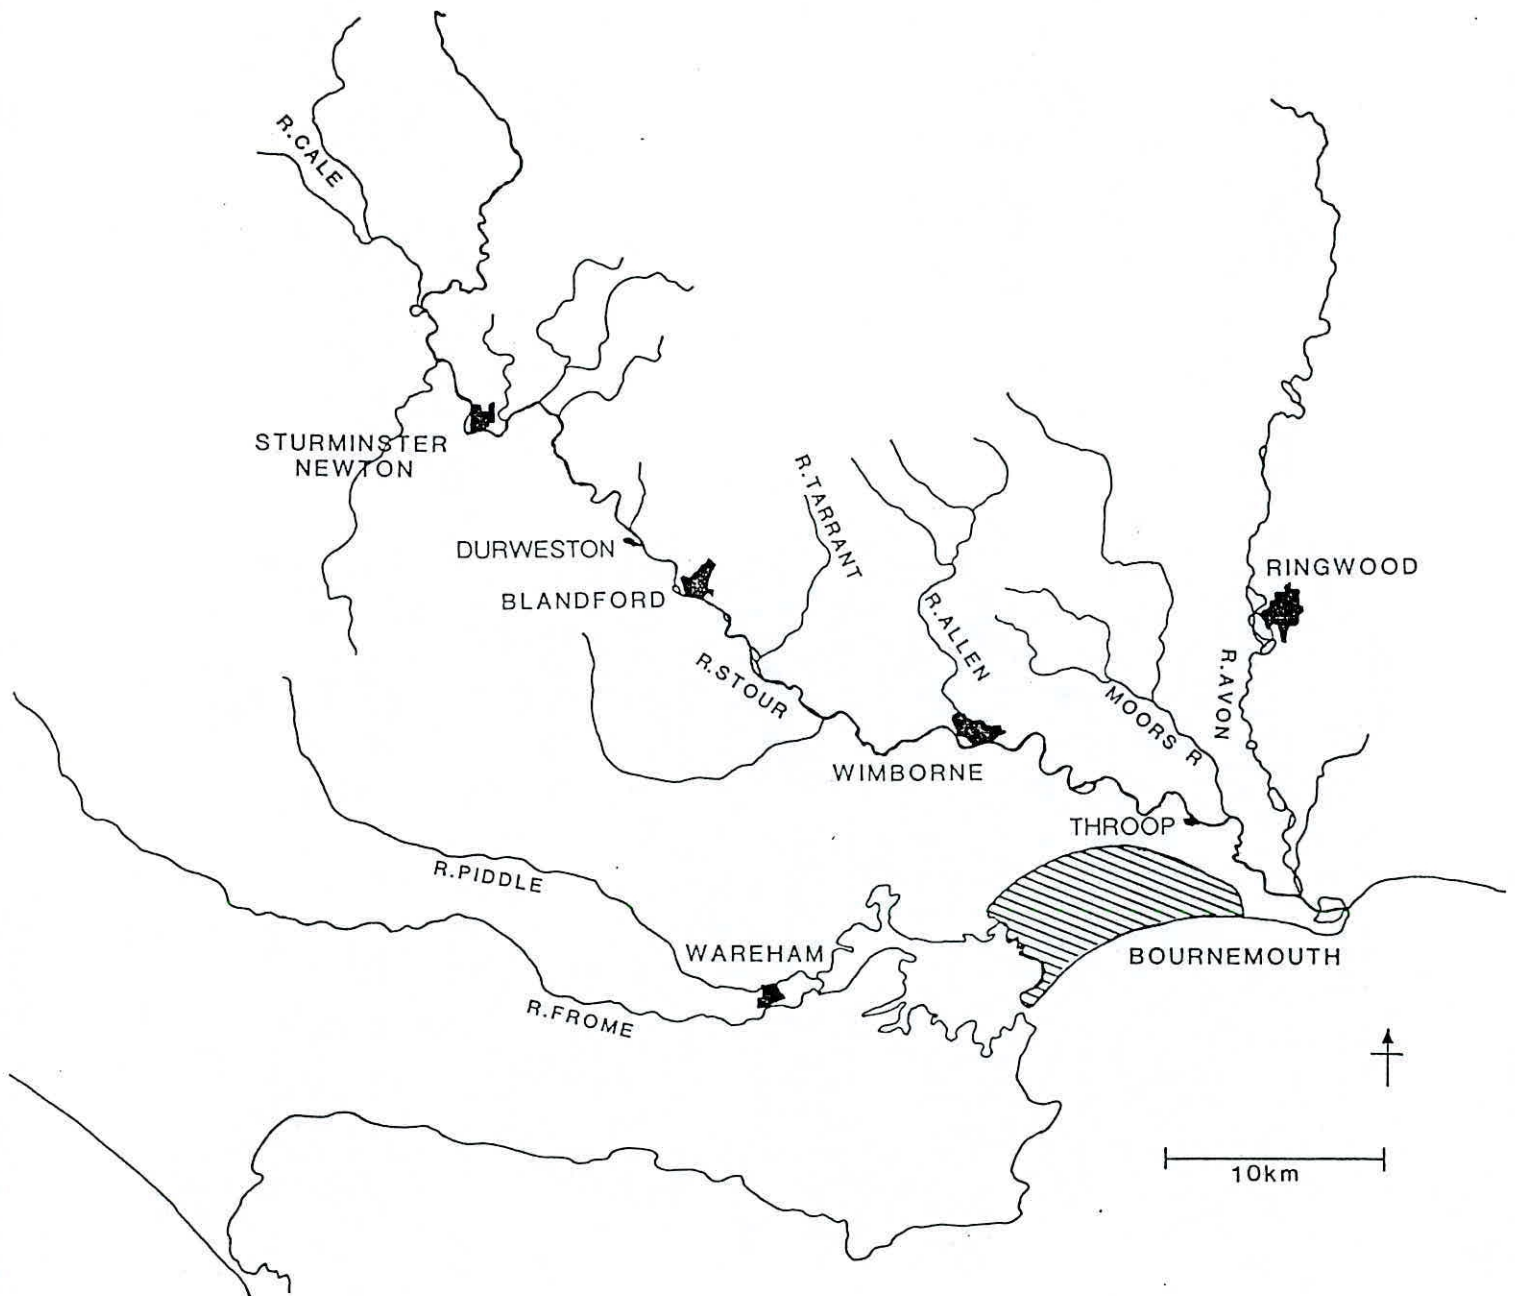 R.CALE
STURMINSTER
NEWTON
R.TARRANT
DURWESTON
RINGWOOD
BLANDFORD
R.ALLEN
R.STOUR
R.AVON
MOORS R
WIMBORNE
THROOP
R.PIDDLE
WAREHAM
BOURNEMOUTH
R.FROME
10km